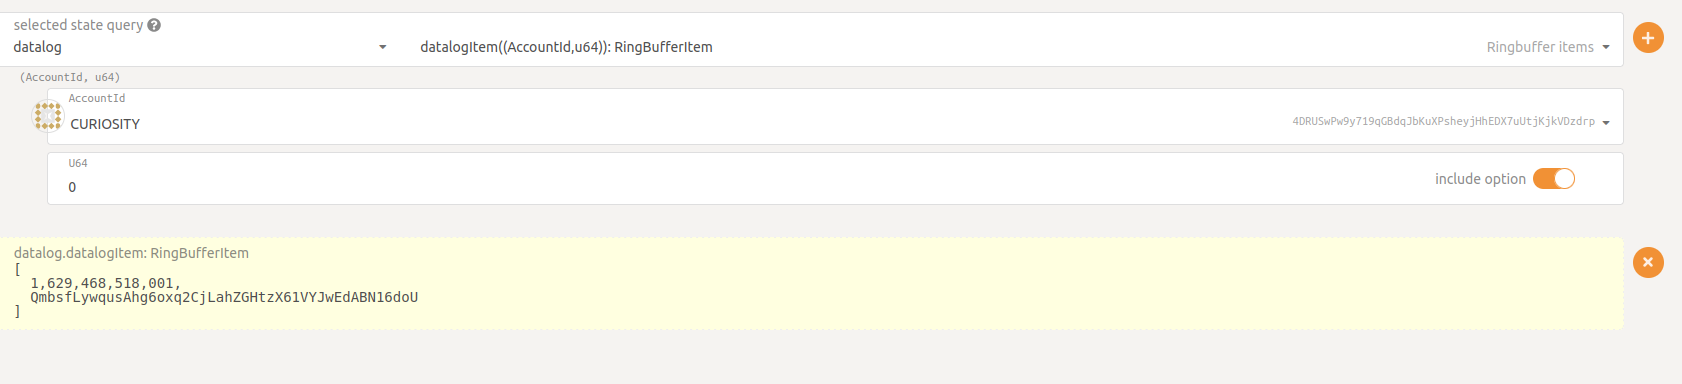 selected state query ?
datalog datalogItem((AccountId,u64)): RingBufferItem Ringbuffer items
(AccountId, u64)
AccountId
CURIOSITY 4DRUSwPw9y719qGBdqJbKuXPsheyjHhEDX7uUtjKjkVDzdrp
U64
0 include option
datalog.datalogItem: RingBufferItem
[
1,629,468,518,001,
QmbsfLywqusAhg6oxq2CjLahZGHtzX61VYJwEdABN16doU
]